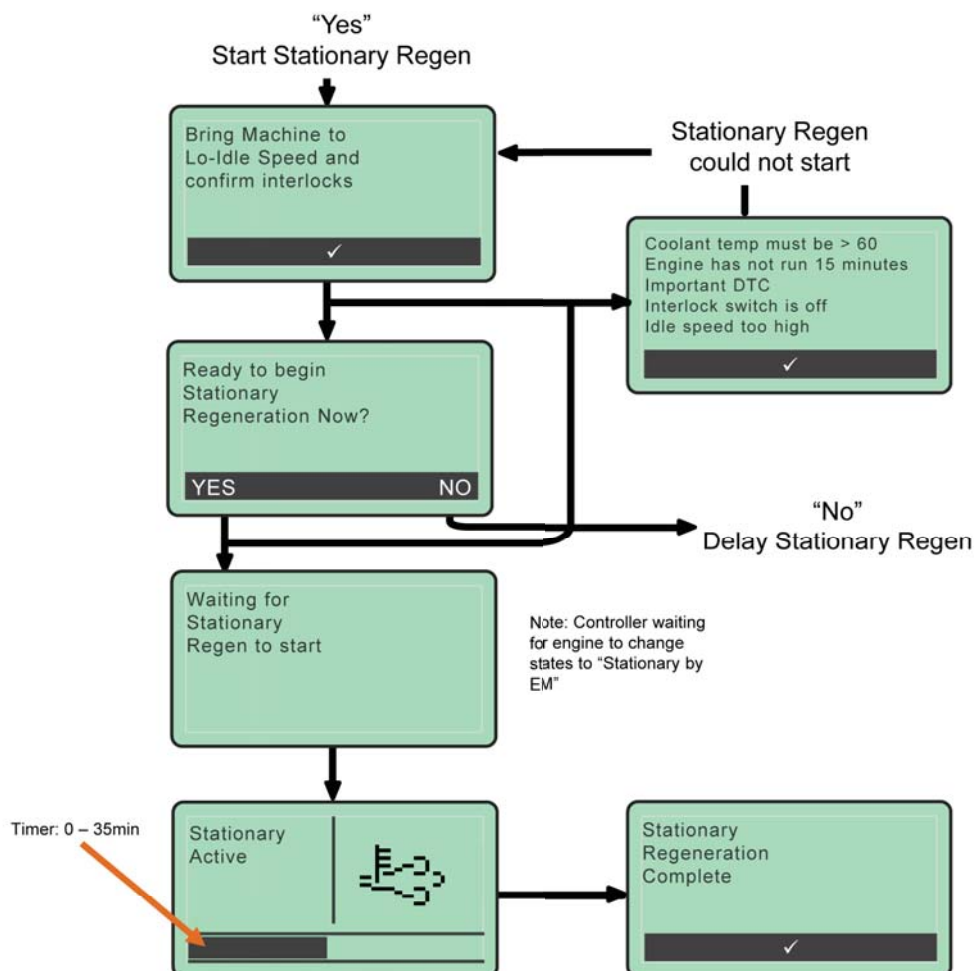 “Yes”
Start Stationary Regen
Bring Machine to
Lo-Idle Speed and
confirm interlocks
✓
Stationary Regen
could not start
Coolant temp must be > 60
Engine has not run 15 minutes
Important DTC
Interlock switch is off
Idle speed too high
✓
Ready to begin
Stationary
Regeneration Now?
YES NO
“No”
Delay Stationary Regen
Waiting for
Stationary
Regen to start
Note: Controller waiting
for engine to change
states to “Stationary by
EM”
Timer: 0 – 35min
Stationary
Active
Stationary
Regeneration
Complete
✓